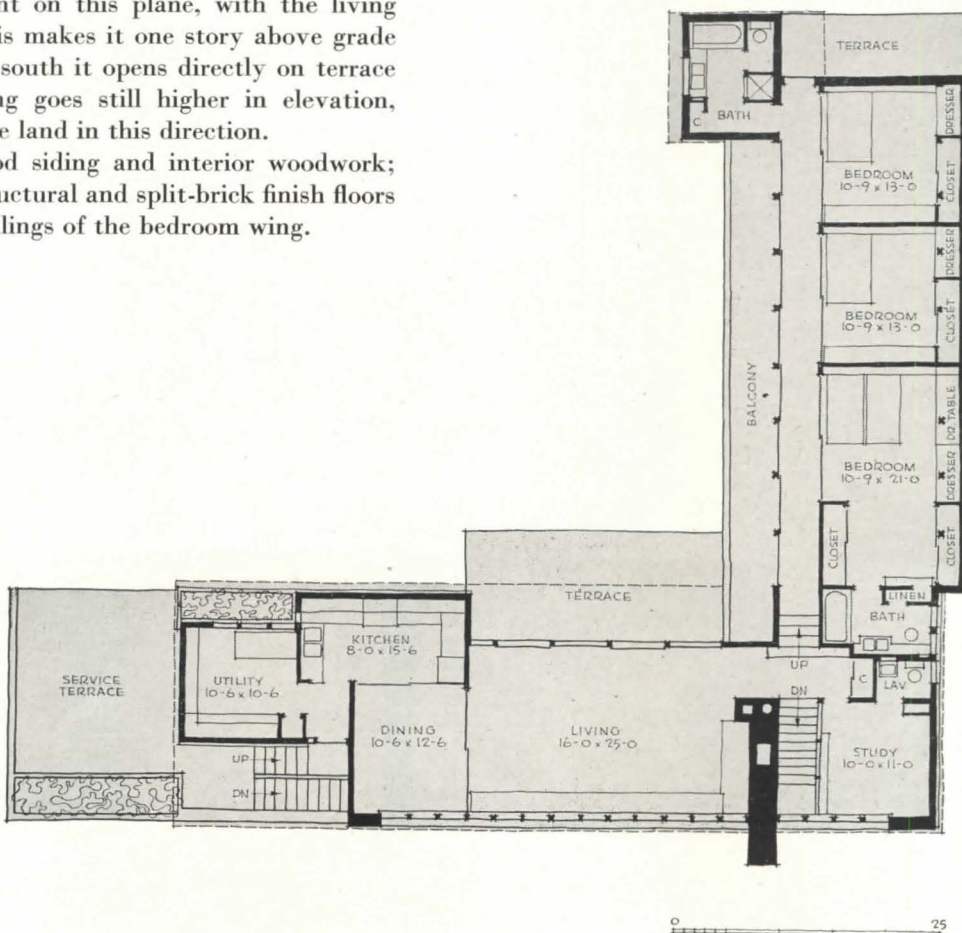 nt on this plane, with the living
is makes it one story above grade
south it opens directly on terrace
ng goes still higher in elevation,
e land in this direction.
od siding and interior woodwork;
uctural and split-brick finish floors
ilings of the bedroom wing.
TERRACE
BATH
C
DRESSER
BEDROOM
10-9 x 13-0
CLOSET
DRESSER
BEDROOM
10-9 x 13-0
CLOSET
BALCONY
DR. TABLE
BEDROOM
10-9 x 21-0
DRESSER
CLOSET
CLOSET
LINEN
BATH
TERRACE
KITCHEN
8-0 x 15-6
UP
C
LAV
SERVICE
TERRACE
UTILITY
10-6 x 10-6
DN
DINING
10-6 x 12-6
LIVING
16-0 x 25-0
STUDY
10-0 x 11-0
UP
DN
0
25